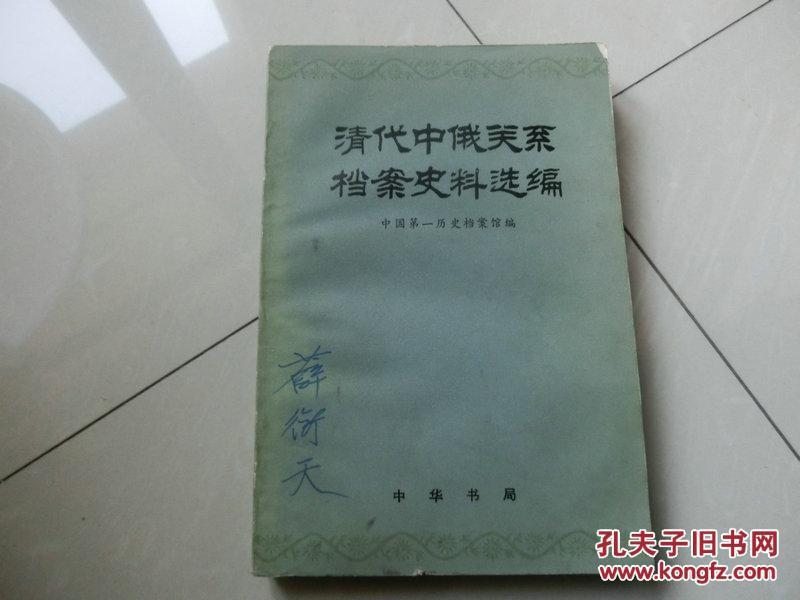 清代中俄关系
档案史料选编
中国第一历史档案馆编
薛
衔
天
中华书局
孔夫子旧书网
www.kongfz.com